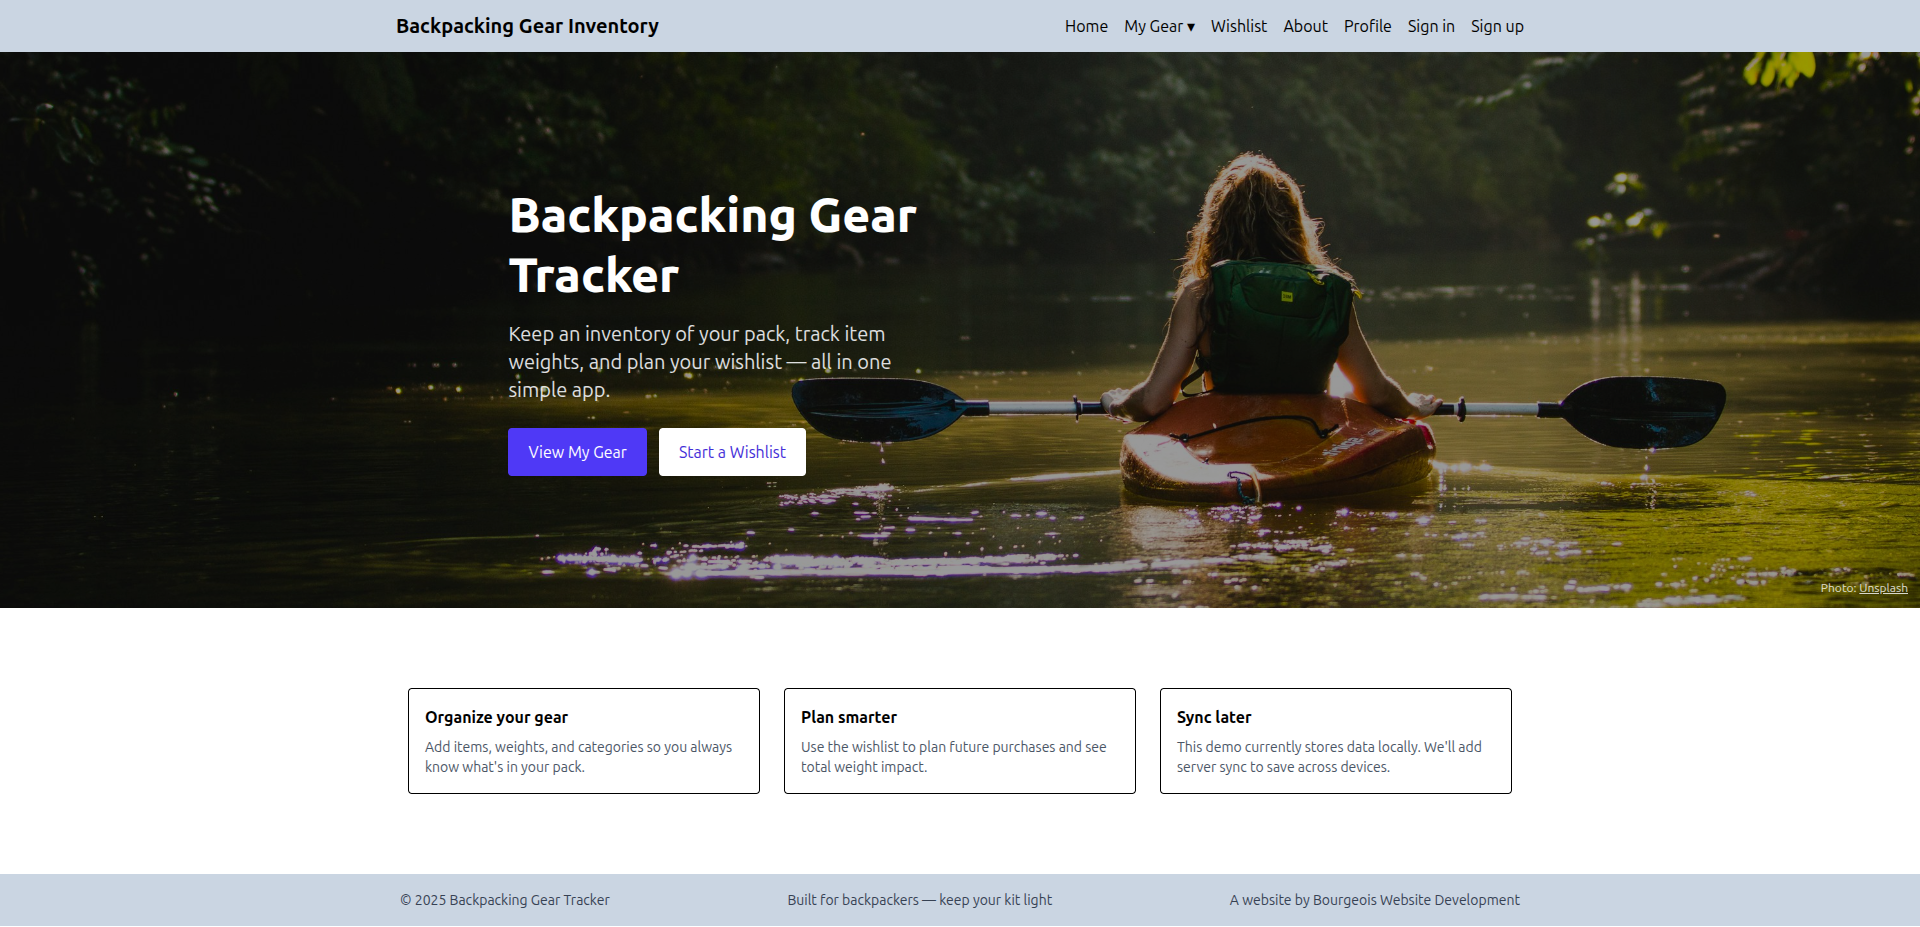 Backpacking Gear Inventory
Home My Gear ▾ Wishlist About Profile Sign in Sign up
Backpacking Gear
Tracker
Keep an inventory of your pack, track item
weights, and plan your wishlist — all in one
simple app.
View My Gear Start a Wishlist
Photo: Unsplash
Organize your gear
Add items, weights, and categories so you always
know what's in your pack.
Plan smarter
Use the wishlist to plan future purchases and see
total weight impact.
Sync later
This demo currently stores data locally. We'll add
server sync to save across devices.
© 2025 Backpacking Gear Tracker
Built for backpackers — keep your kit light
A website by Bourgeois Website Development